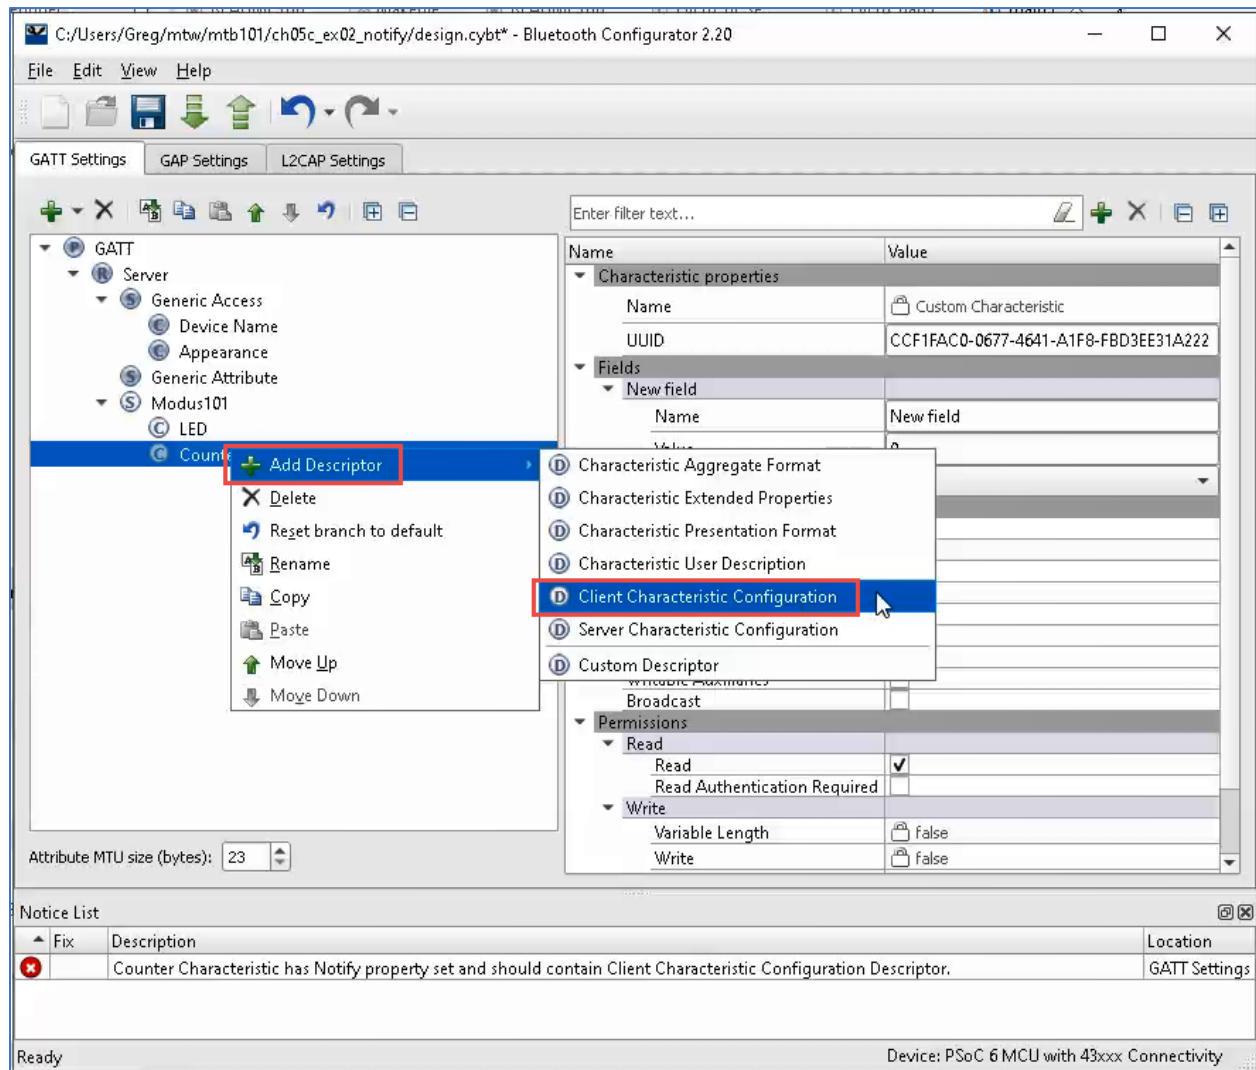 C:/Users/Greg/mtw/mtb101/ch05c_ex02_notify/design.cybt* - Bluetooth Configurator 2.20
File Edit View Help
GATT Settings GAP Settings L2CAP Settings
Enter filter text...
GATT
Server
Generic Access
Device Name
Appearance
Generic Attribute
Modus101
LED
Add Descriptor
Delete
Reset branch to default
Rename
Copy
Paste
Move Up
Move Down
Characteristic Aggregate Format
Characteristic Extended Properties
Characteristic Presentation Format
Characteristic User Description
Client Characteristic Configuration
Server Characteristic Configuration
Custom Descriptor
Name Value
Characteristic properties
Name Custom Characteristic
UUID CCF1FAC0-0677-4641-A1F8-FBD3EE31A222
Fields
New field
Name New field
Broadcast
Permissions
Read
Read
Read Authentication Required
Write
Variable Length false
Write false
Attribute MTU size (bytes): 23
Notice List
Fix Description Location
Counter Characteristic has Notify property set and should contain Client Characteristic Configuration Descriptor. GATT Settings
Ready Device: PSoC 6 MCU with 43xxx Connectivity